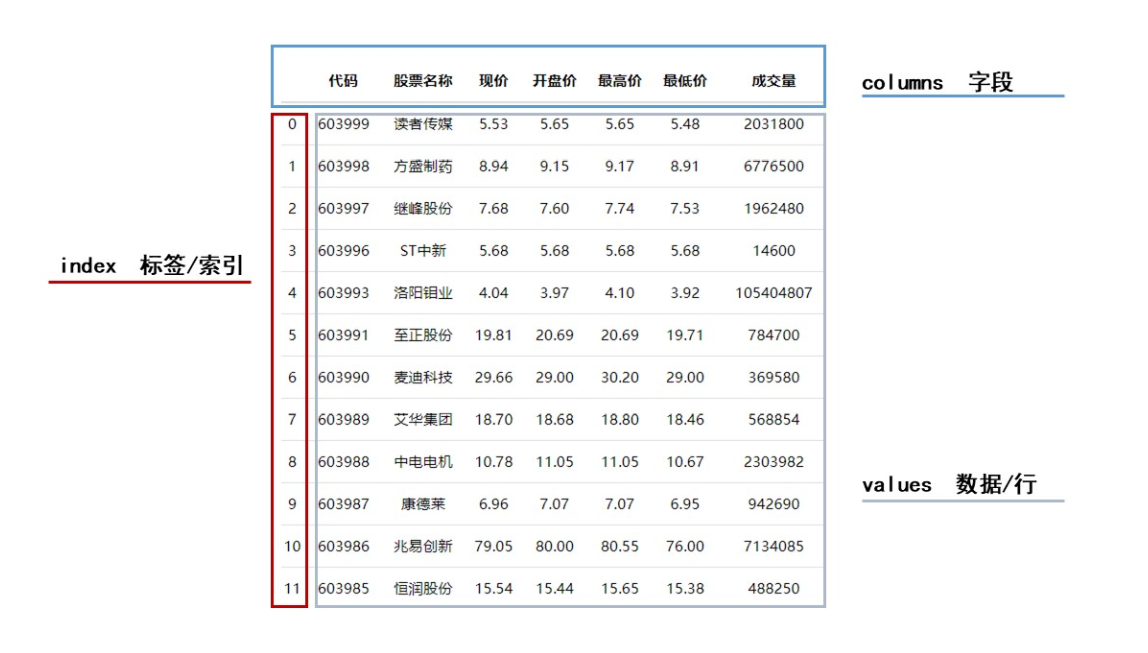 代码 股票名称 现价 开盘价 最高价 最低价 成交量
columns 字段
0 603999 读者传媒 5.53 5.65 5.65 5.48 2031800
1 603998 方盛制药 8.94 9.15 9.17 8.91 6776500
2 603997 继峰股份 7.68 7.60 7.74 7.53 1962480
3 603996 ST中新 5.68 5.68 5.68 5.68 14600
index 标签/索引
4 603993 洛阳钼业 4.04 3.97 4.10 3.92 105404807
5 603991 至正股份 19.81 20.69 20.69 19.71 784700
6 603990 麦迪科技 29.66 29.00 30.20 29.00 369580
7 603989 艾华集团 18.70 18.68 18.80 18.46 568854
8 603988 中电电机 10.78 11.05 11.05 10.67 2303982
values 数据/行
9 603987 康德莱 6.96 7.07 7.07 6.95 942690
10 603986 兆易创新 79.05 80.00 80.55 76.00 7134085
11 603985 恒润股份 15.54 15.44 15.65 15.38 488250